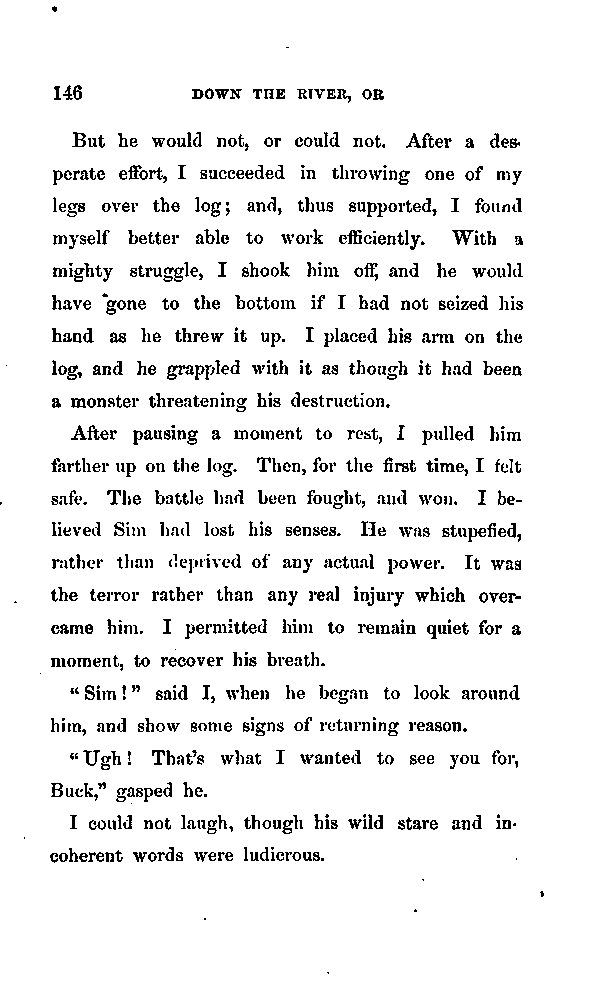 146 DOWN THE RIVER, OR
But he would not, or could not. After a des-
perate effort, I succeeded in throwing one of my
legs over the log; and, thus supported, I found
myself better able to work efficiently. With a
mighty struggle, I shook him off, and he would
have gone to the bottom if I had not seized his
hand as he threw it up. I placed his arm on the
log, and he grappled with it as though it had been
a monster threatening his destruction.
After pausing a moment to rest, I pulled him
farther up on the log. Then, for the first time, I felt
safe. The battle had been fought, and won. I be-
lieved Sim had lost his senses. He was stupefied,
rather than deprived of any actual power. It was
the terror rather than any real injury which over-
came him. I permitted him to remain quiet for a
moment, to recover his breath.
"Sim!" said I, when he began to look around
him, and show some signs of returning reason.
"Ugh! That's what I wanted to see you for,
Buck," gasped he.
I could not laugh, though his wild stare and in-
coherent words were ludicrous.